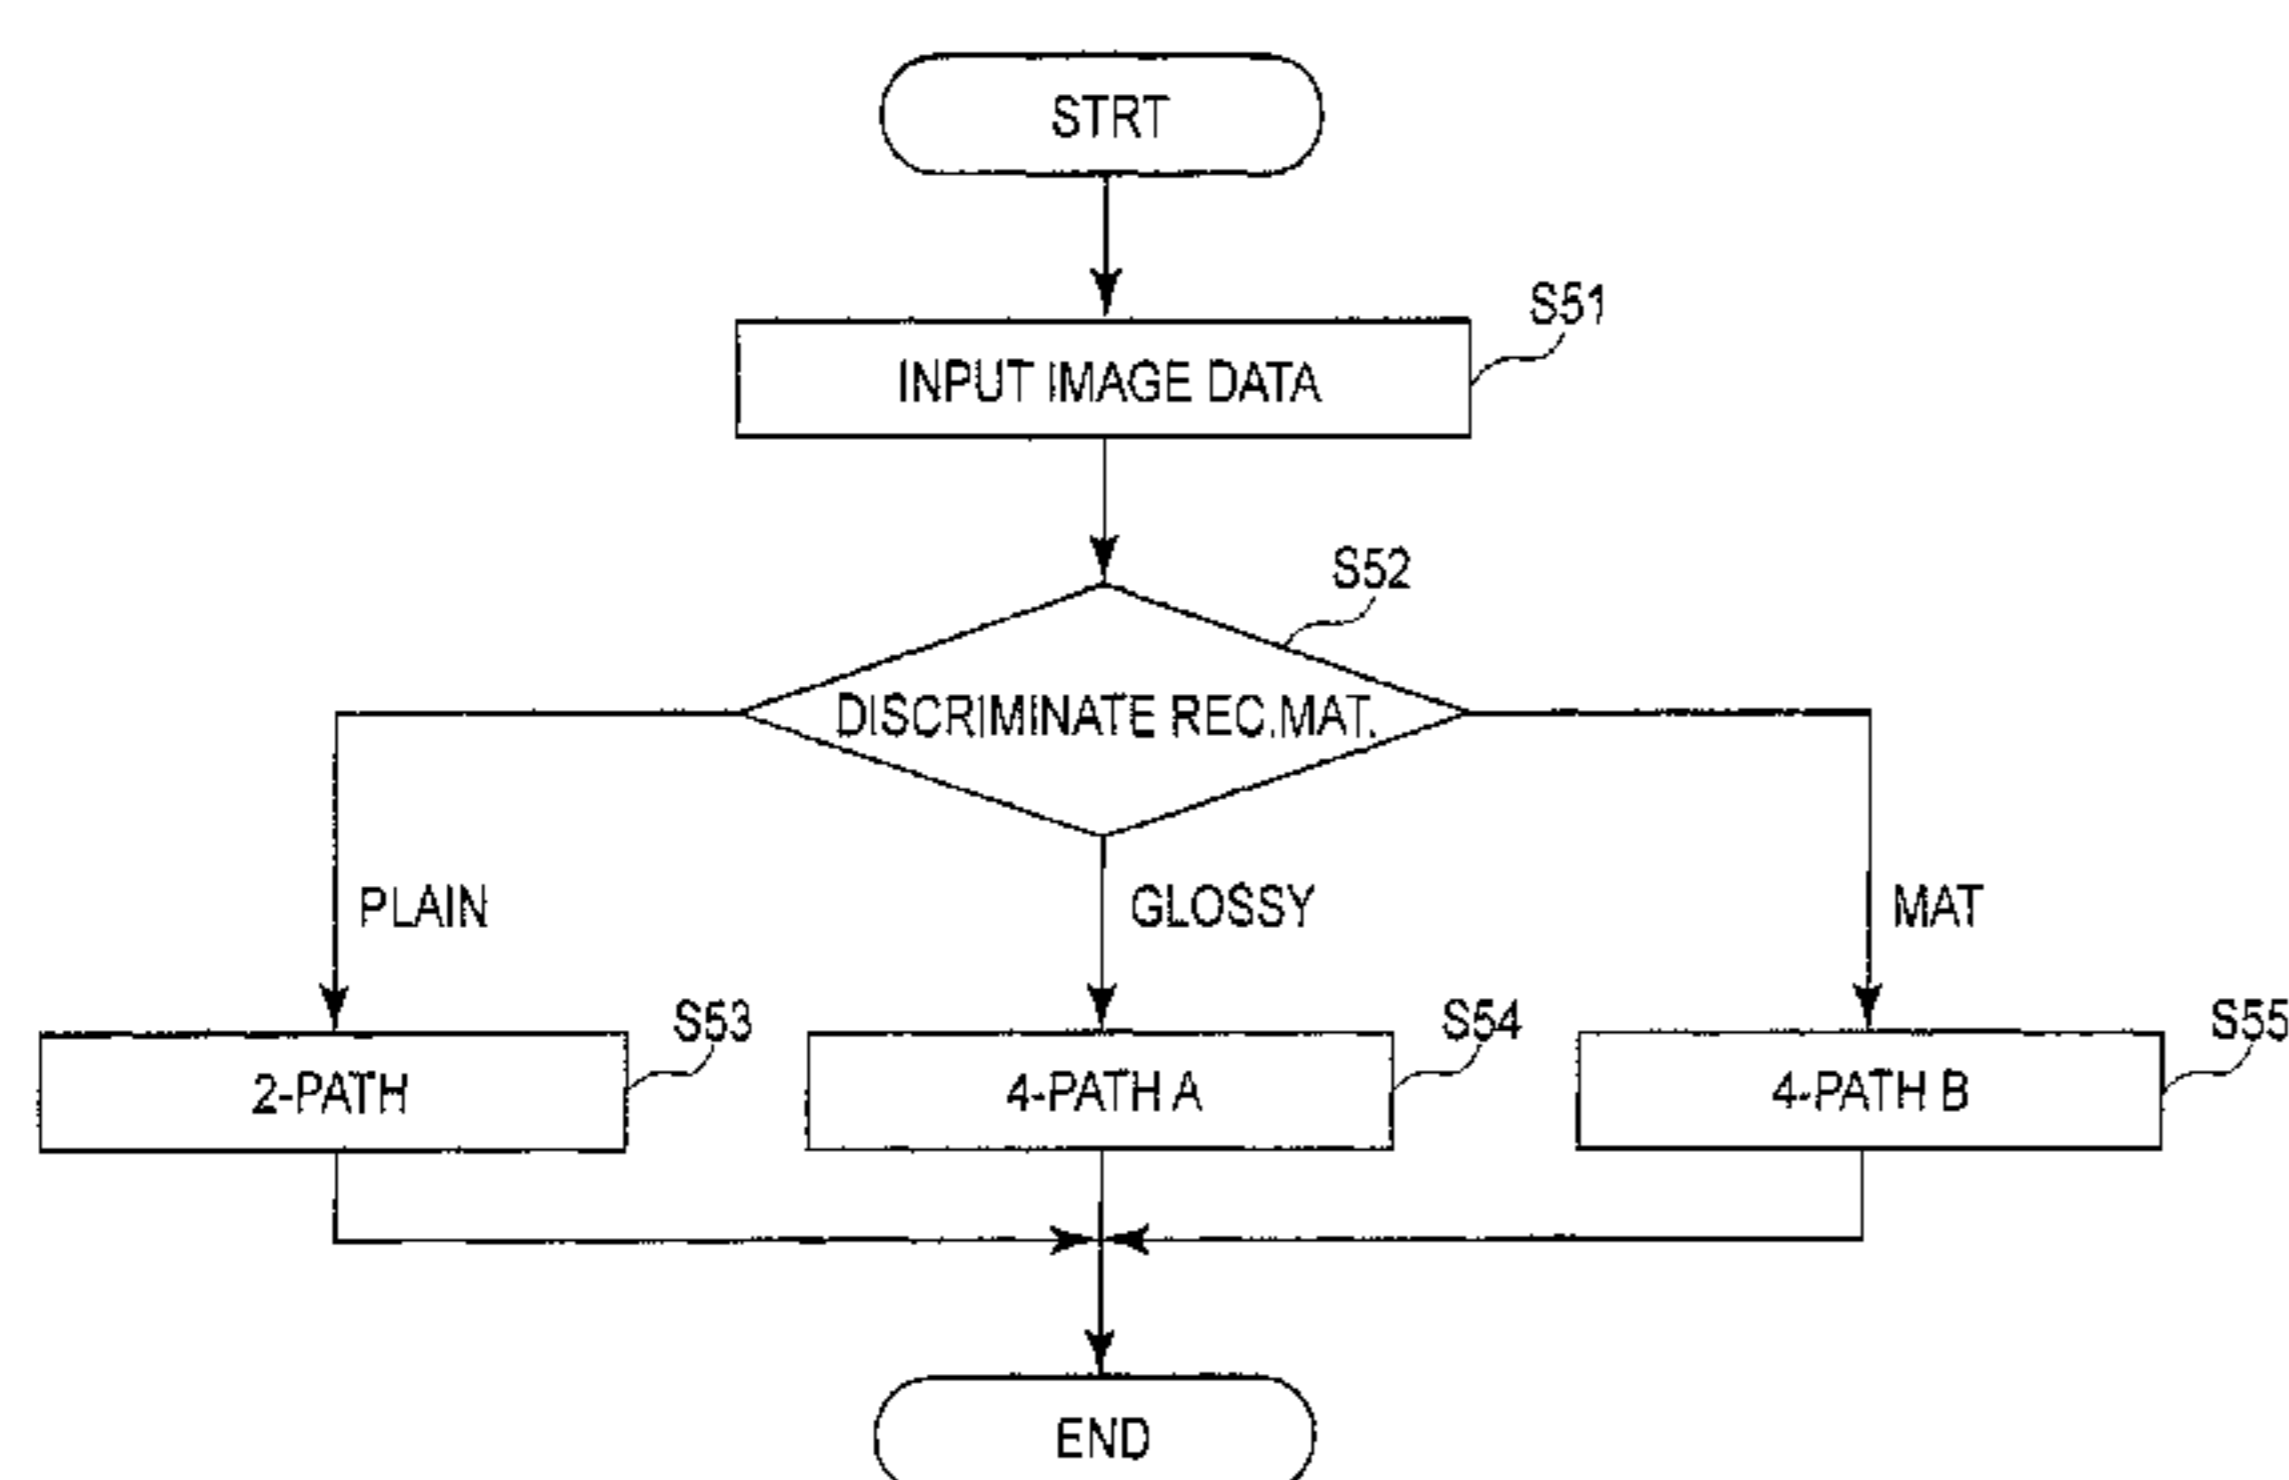 STRT
S51
INPUT IMAGE DATA
S52
DISCRIMINATE REC.MAT.
PLAIN
GLOSSY
MAT
S53
S54
S55
2-PATH
4-PATH A
4-PATH B
END